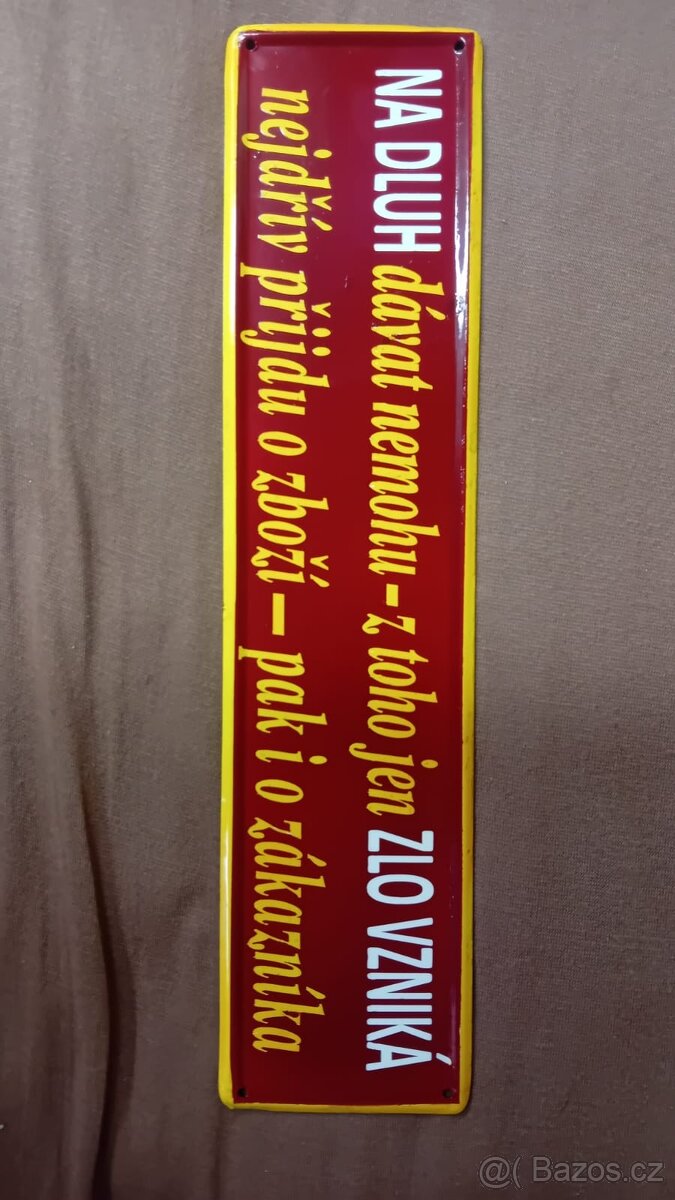 NA DLUH dávat nemohu – z toho jen ZLO VZNIKÁ
nejdřív přijdu o zboží – pak i o zákazníka
@( Bazos.cz